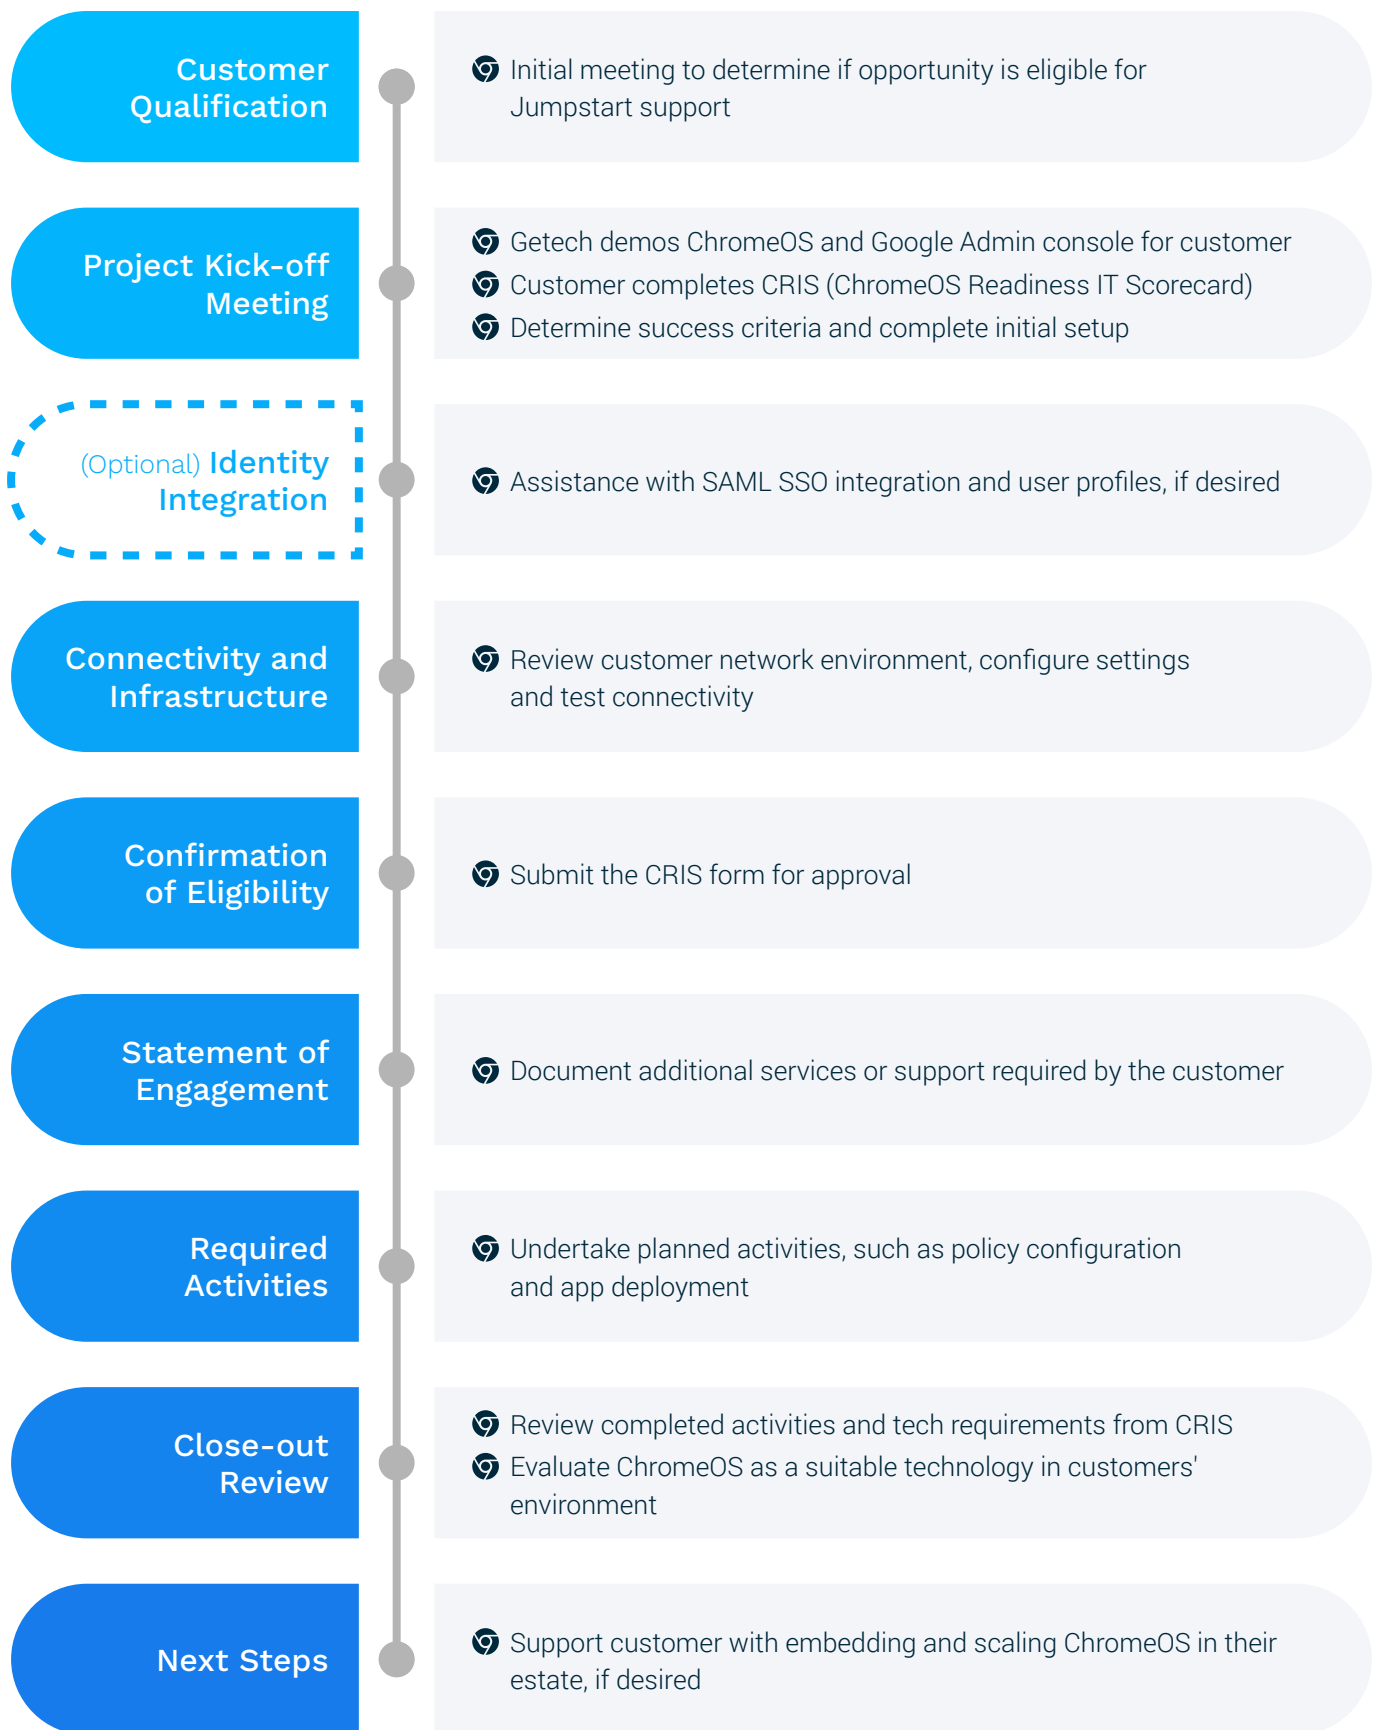 Customer
Qualification
Initial meeting to determine if opportunity is eligible for
Jumpstart support
Project Kick-off
Meeting
Getech demos ChromeOS and Google Admin console for customer
Customer completes CRIS (ChromeOS Readiness IT Scorecard)
Determine success criteria and complete initial setup
(Optional) Identity
Integration
Assistance with SAML SSO integration and user profiles, if desired
Connectivity and
Infrastructure
Review customer network environment, configure settings
and test connectivity
Confirmation
of Eligibility
Submit the CRIS form for approval
Statement of
Engagement
Document additional services or support required by the customer
Required
Activities
Undertake planned activities, such as policy configuration
and app deployment
Close-out
Review
Review completed activities and tech requirements from CRIS
Evaluate ChromeOS as a suitable technology in customers'
environment
Next Steps
Support customer with embedding and scaling ChromeOS in their
estate, if desired